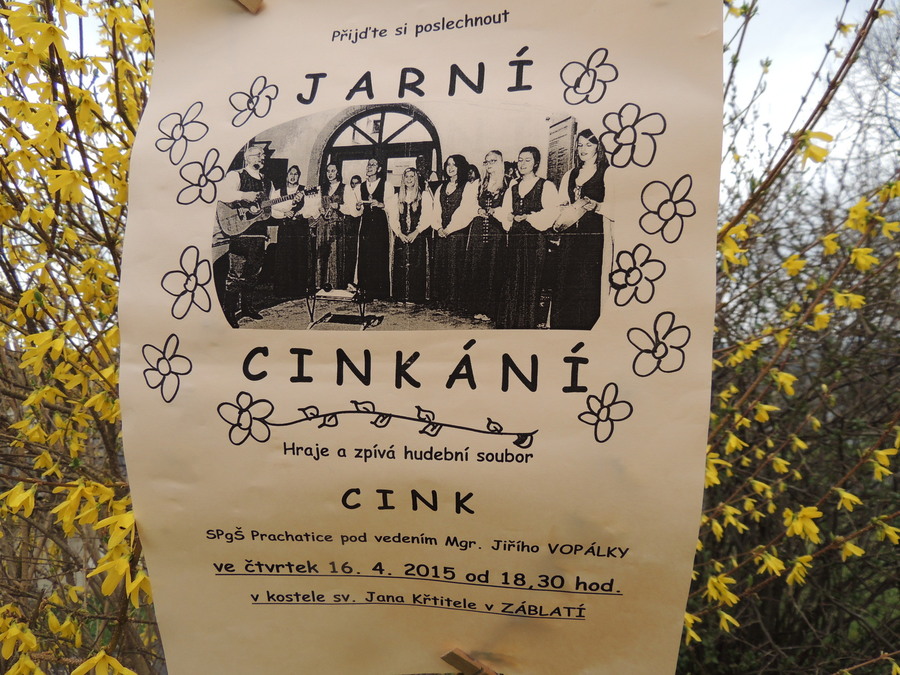 Přijďte si poslechnout
JARNÍ
CINKÁNÍ
Hraje a zpívá hudební soubor
CINK
SPgŠ Prachatice pod vedením Mgr. Jiřího VOPÁLKY
ve čtvrtek 16. 4. 2015 od 18,30 hod.
v kostele sv. Jana Křtitele v ZÁBLATÍ